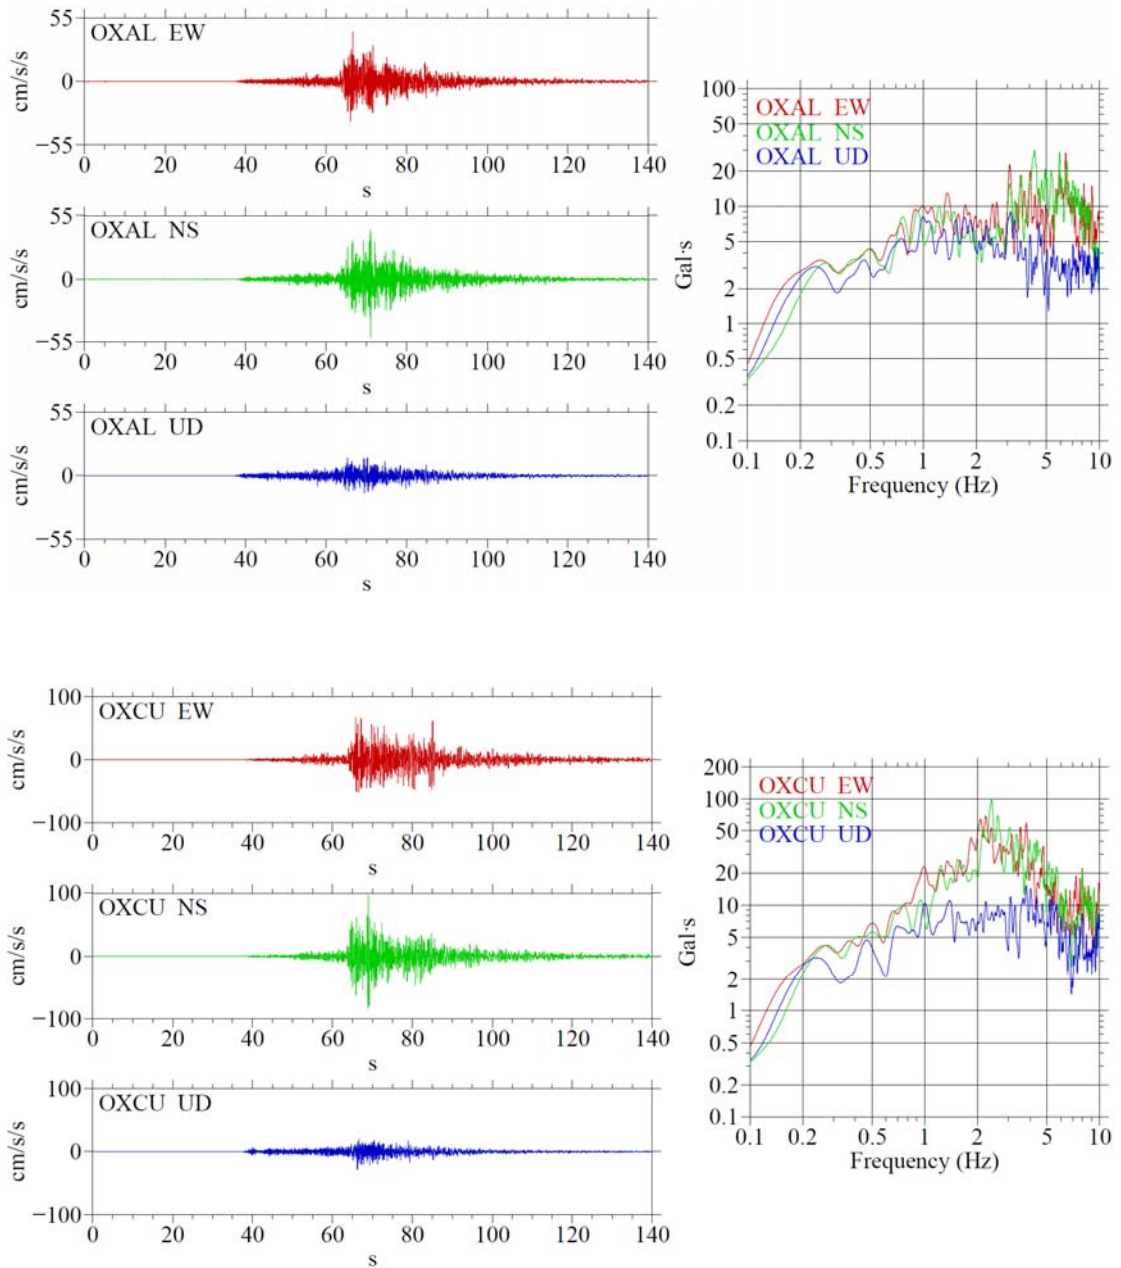 55
OXAL EW
cm/s/s
0
−55
0 20 40 60 80 100 120 140
s
55
OXAL NS
cm/s/s
0
−55
0 20 40 60 80 100 120 140
s
55
OXAL UD
cm/s/s
0
−55
0 20 40 60 80 100 120 140
s
100
OXAL EW
50
OXAL NS
OXAL UD
20
10
Gal·s
5
2
1
0.5
0.2
0.1
0.1 0.2 0.5 1 2 5 10
Frequency (Hz)
100
OXCU EW
cm/s/s
0
−100
0 20 40 60 80 100 120 140
s
100
OXCU NS
cm/s/s
0
−100
0 20 40 60 80 100 120 140
s
100
OXCU UD
cm/s/s
0
−100
0 20 40 60 80 100 120 140
s
200
OXCU EW
100
OXCU NS
50
OXCU UD
20
10
Gal·s
5
2
1
0.5
0.2
0.1
0.1 0.2 0.5 1 2 5 10
Frequency (Hz)